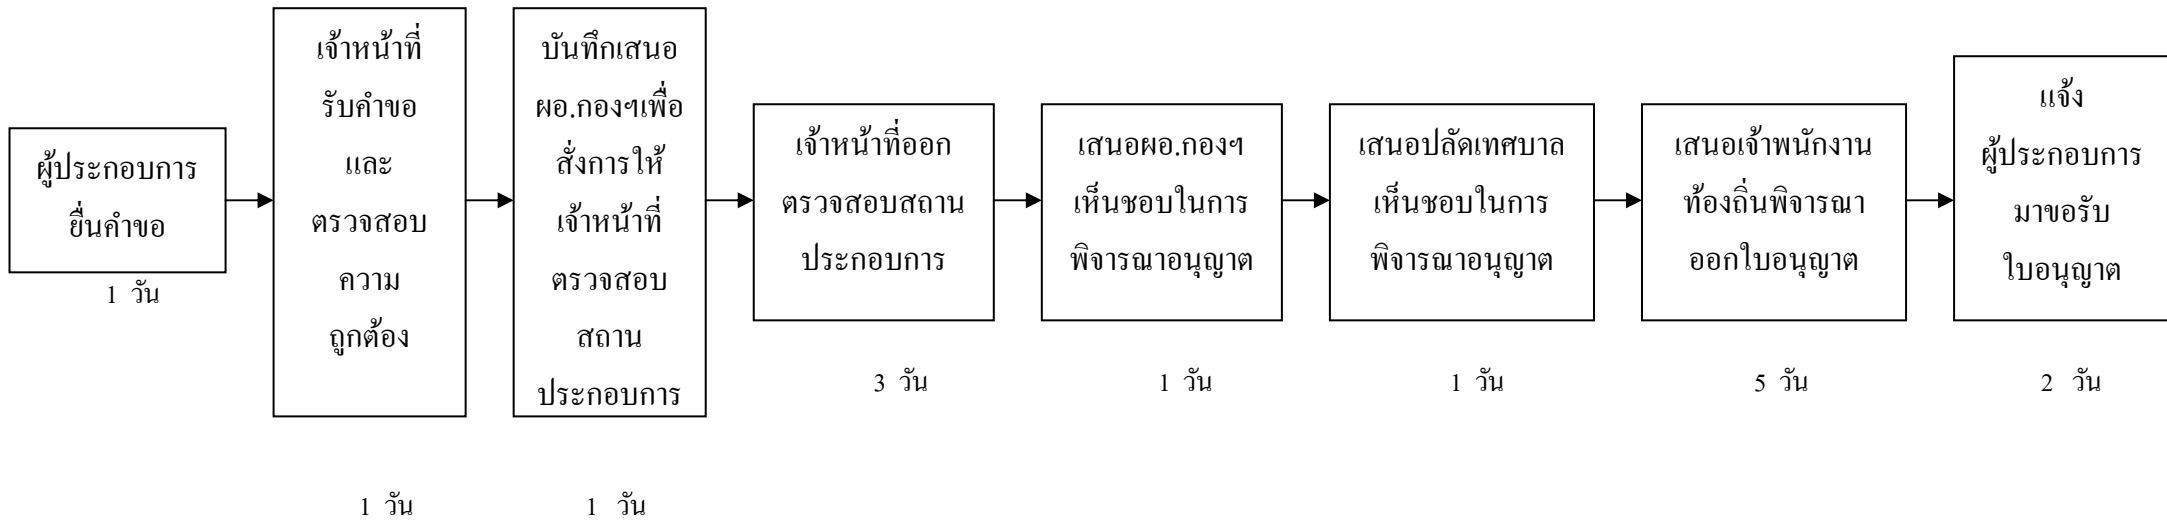 ผู้ประกอบการ
ยื่นคำขอ
1 วัน
เจ้าหน้าที่
รับคำขอ
และ
ตรวจสอบ
ความ
ถูกต้อง
1 วัน
บันทึกเสนอ
ผอ.กองฯเพื่อ
สั่งการให้
เจ้าหน้าที่
ตรวจสอบ
สถาน
ประกอบการ
1 วัน
เจ้าหน้าที่ออก
ตรวจสอบสถาน
ประกอบการ
3 วัน
เสนอผอ.กองฯ
เห็นชอบในการ
พิจารณาอนุญาต
1 วัน
เสนอปลัดเทศบาล
เห็นชอบในการ
พิจารณาอนุญาต
1 วัน
เสนอเจ้าพนักงาน
ท้องถิ่นพิจารณา
ออกใบอนุญาต
5 วัน
แจ้ง
ผู้ประกอบการ
มาขอรับ
ใบอนุญาต
2 วัน